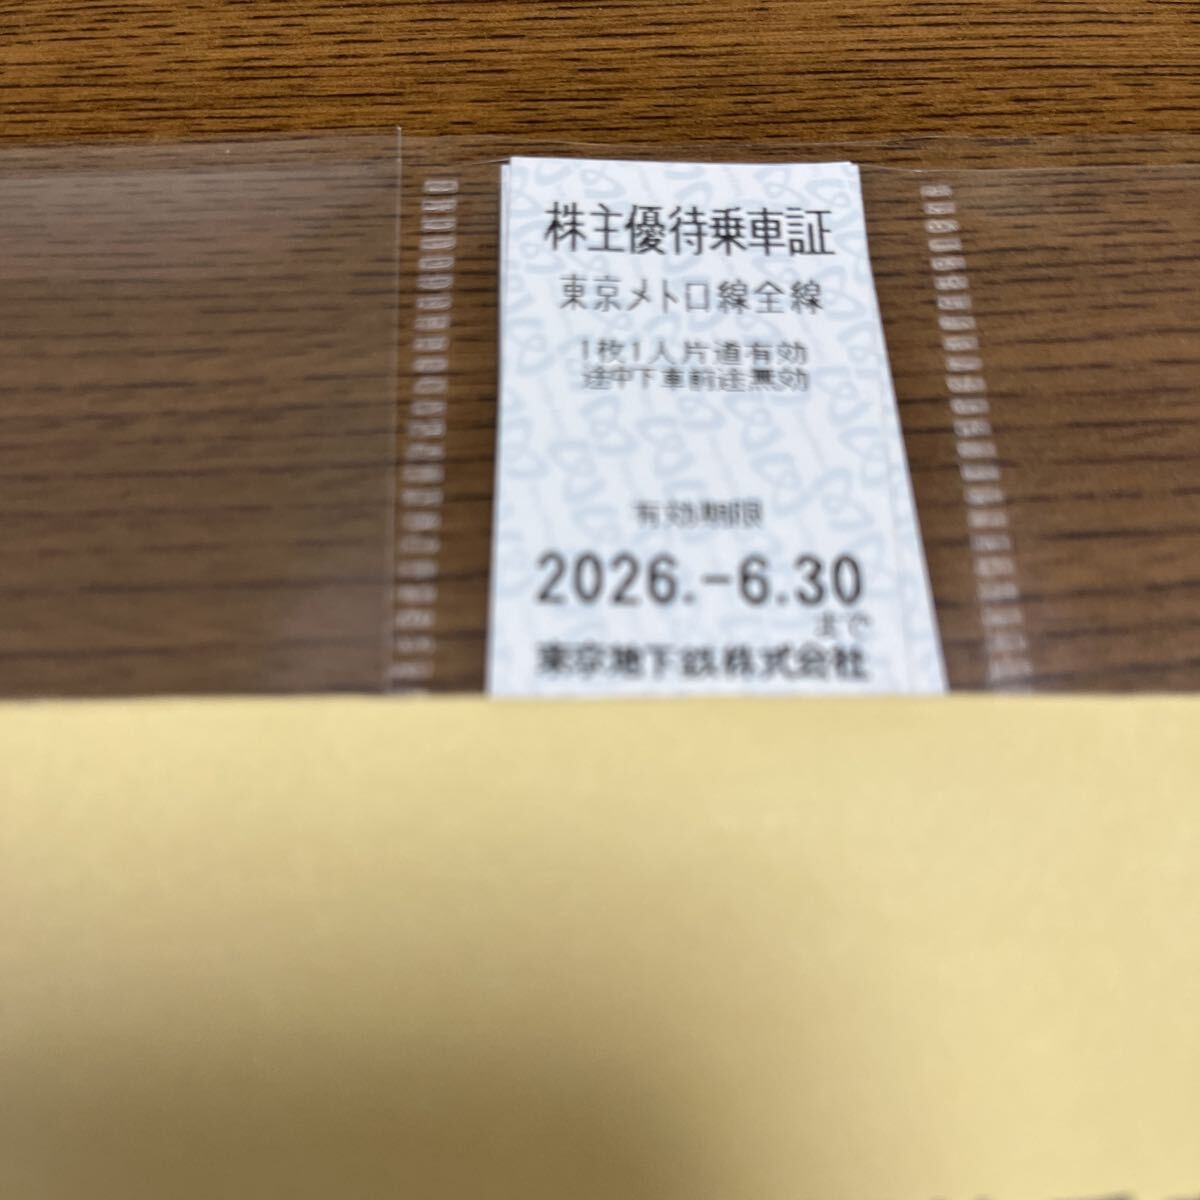 株主優待乗車証
東京メトロ線全線
1枚1人片道有効
途中下車前途無効
有効期限
2026.-6.30
まで
東京地下鉄株式会社